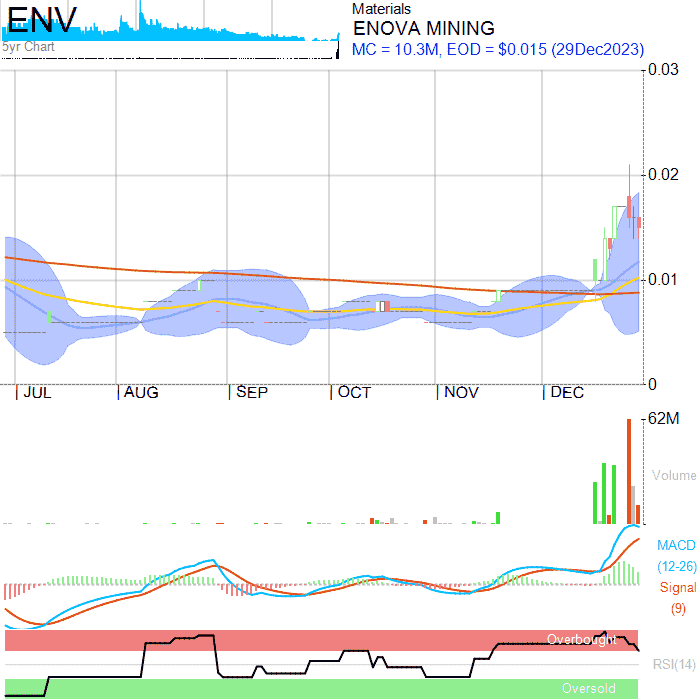 ENV
5yr Chart
Materials
ENOVA MINING
MC = 10.3M, EOD = $0.015 (29Dec2023)
0.03
0.02
0.01
0
JUL
AUG
SEP
OCT
NOV
DEC
62M
Volume
MACD
(12-26)
Signal
(9)
Overbought
RSI(14)
Oversold